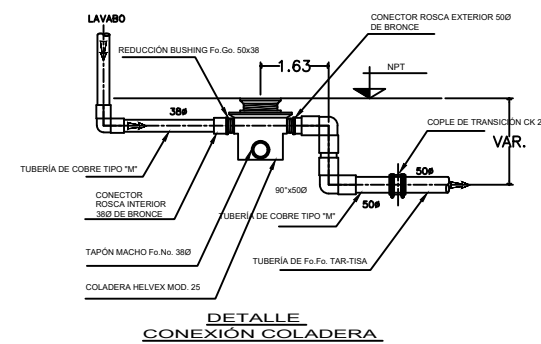 LAVABO
CONECTOR ROSCA EXTERIOR 50Ø
DE BRONCE
REDUCCIÓN BUSHING Fo.Go. 50x38
1.63
NPT
38ø
COPLE DE TRANSICIÓN CK 2
VAR.
TUBERÍA DE COBRE TIPO "M"
50ø
50ø
CONECTOR
ROSCA INTERIOR
38Ø DE BRONCE
90°x50Ø
TUBERÍA DE COBRE TIPO "M"
TAPÓN MACHO Fo.No. 38Ø
TUBERÍA DE Fo.Fo. TAR-TISA
COLADERA HELVEX MOD. 25
DETALLE
CONEXIÓN COLADERA